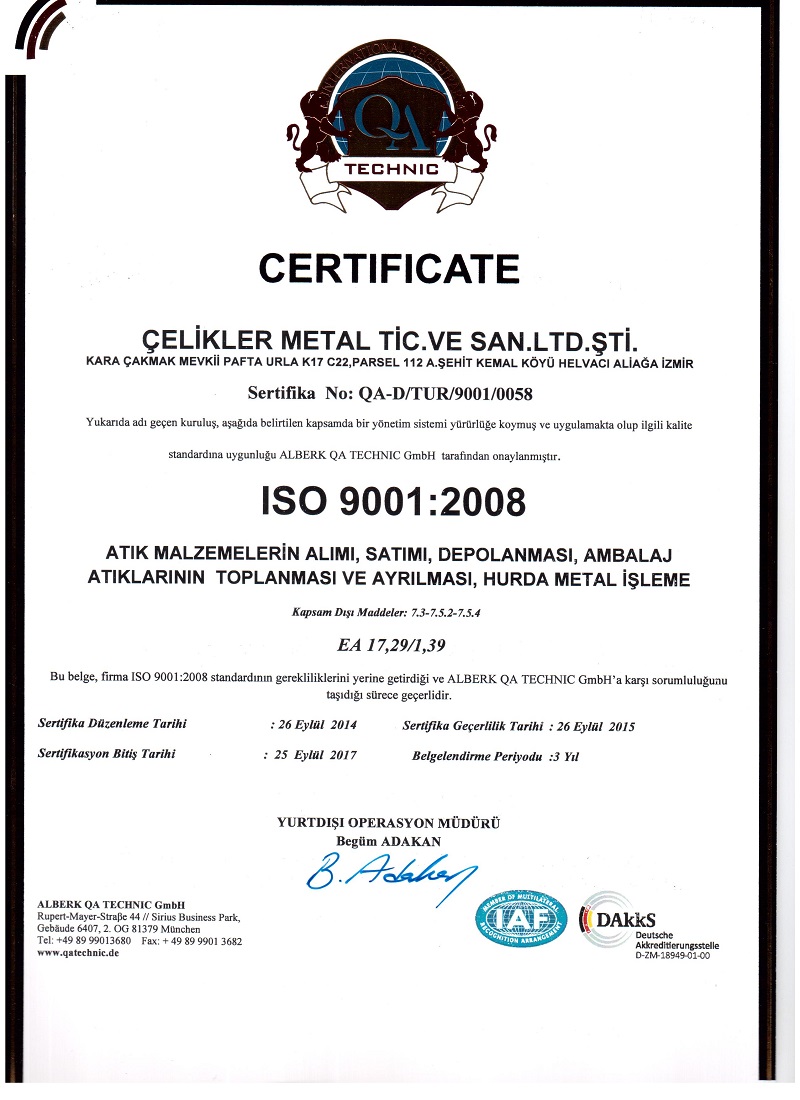 INTERNATIONAL REGISTRAR
QA
TECHNIC
CERTIFICATE
ÇELİKLER METAL TİC.VE SAN.LTD.ŞTİ.
KARA ÇAKMAK MEVKİİ PAFTA URLA K17 C22,PARSEL 112 A.ŞEHİT KEMAL KÖYÜ HELVACI ALİAĞA İZMİR
Sertifika No: QA-D/TUR/9001/0058
Yukarıda adı geçen kuruluş, aşağıda belirtilen kapsamda bir yönetim sistemi yürürlüğe koymuş ve uygulamakta olup ilgili kalite
standardına uygunluğu ALBERK QA TECHNIC GmbH tarafından onaylanmıştır.
ISO 9001:2008
ATIK MALZEMELERİN ALIMI, SATIMI, DEPOLANMASI, AMBALAJ
ATIKLARININ TOPLANMASI VE AYRILMASI, HURDA METAL İŞLEME
Kapsam Dışı Maddeler: 7.3-7.5.2-7.5.4
EA 17,29/1,39
Bu belge, firma ISO 9001:2008 standardının gerekliliklerini yerine getirdiği ve ALBERK QA TECHNIC GmbH'a karşı sorumluluğunu
taşıdığı sürece geçerlidir.
Sertifika Düzenleme Tarihi : 26 Eylül 2014 Sertifika Geçerlilik Tarihi : 26 Eylül 2015
Sertifikasyon Bitiş Tarihi : 25 Eylül 2017 Belgelendirme Periyodu :3 Yıl
YURTDIŞI OPERASYON MÜDÜRÜ
Begüm ADAKAN
B. Adakan
ALBERK QA TECHNIC GmbH
Rupert-Mayer-Straße 44 // Sirius Business Park,
Gebäude 6407, 2. OG 81379 München
Tel: +49 89 99013680 Fax: + 49 89 9901 3682
www.qatechnic.de
MEMBER OF MULTILATERAL
IAF
RECOGNITION ARRANGEMENT
DAkkS
Deutsche
Akkreditierungsstelle
D-ZM-18949-01-00